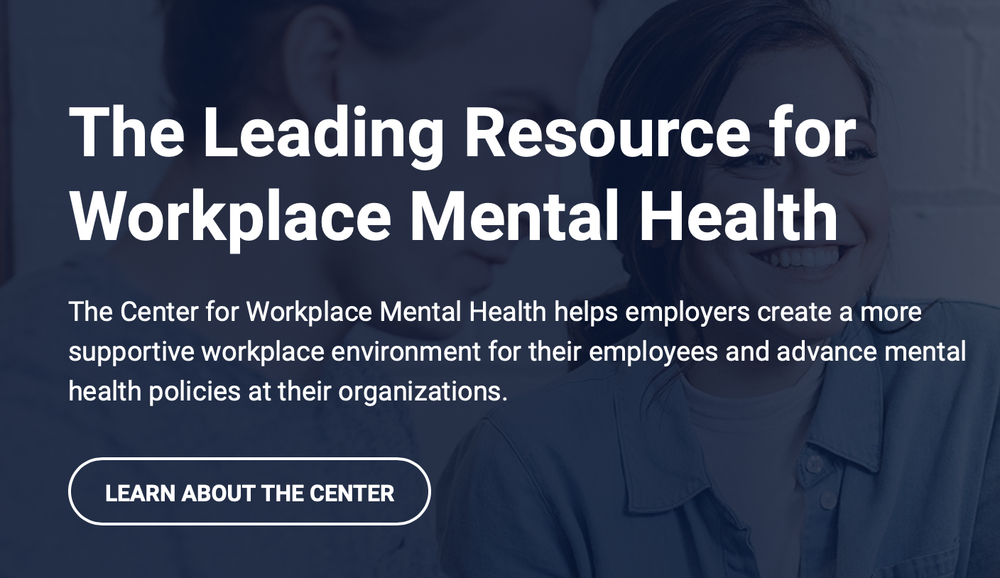 The Leading Resource for
Workplace Mental Health
The Center for Workplace Mental Health helps employers create a more
supportive workplace environment for their employees and advance mental
health policies at their organizations.
LEARN ABOUT THE CENTER